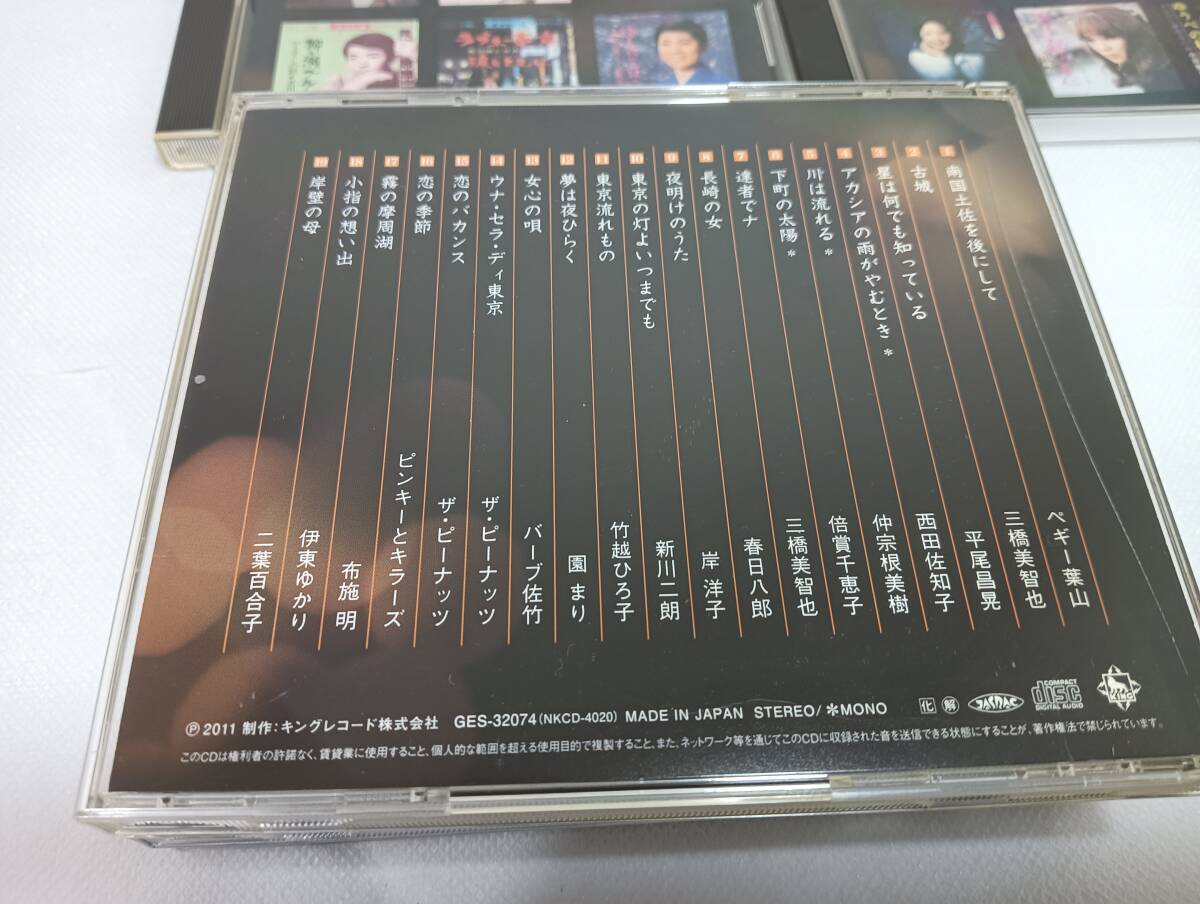 1 南国土佐を後にして ペギー葉山
2 古城 三橋美智也
3 星は何でも知っている 平尾昌晃
4 アカシアの雨がやむとき* 西田佐知子
5 川は流れる* 仲宗根美樹
6 下町の太陽* 倍賞千恵子
7 達者でナ 三橋美智也
8 長崎の女 春日八郎
9 夜明けのうた 岸 洋子
10 東京の灯よいつまでも 新川二朗
11 東京流れもの 竹越ひろ子
12 夢は夜ひらく 園 まり
13 女心の唄 バーブ佐竹
14 ウナ・セラ・ディ東京 ザ・ピーナッツ
15 恋のバカンス ザ・ピーナッツ
16 恋の季節 ピンキーとキラーズ
17 霧の摩周湖 布施 明
18 小指の想い出 伊東ゆかり
19 岸壁の母 二葉百合子
℗ 2011 制作:キングレコード株式会社 GES-32074(NKCD-4020) MADE IN JAPAN STEREO/*MONO
化 解 JASRAC COMPACT disc DIGITAL AUDIO KING
このCDは権利者の許諾なく、賃貸業に使用すること、個人的な範囲を超える使用目的で複製すること、また、ネットワーク等を通じてこのCDに収録された音を送信できる状態にすることが、著作権法で禁じられています。